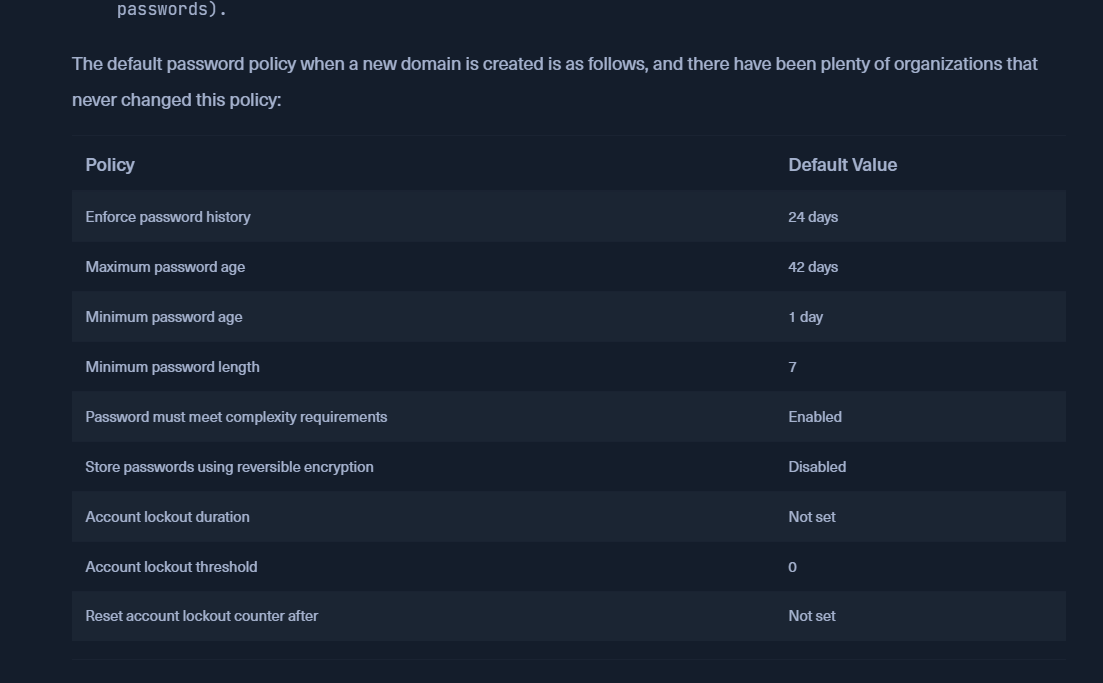 passwords).
The default password policy when a new domain is created is as follows, and there have been plenty of organizations that
never changed this policy:
Policy Default Value
Enforce password history 24 days
Maximum password age 42 days
Minimum password age 1 day
Minimum password length 7
Password must meet complexity requirements Enabled
Store passwords using reversible encryption Disabled
Account lockout duration Not set
Account lockout threshold 0
Reset account lockout counter after Not set